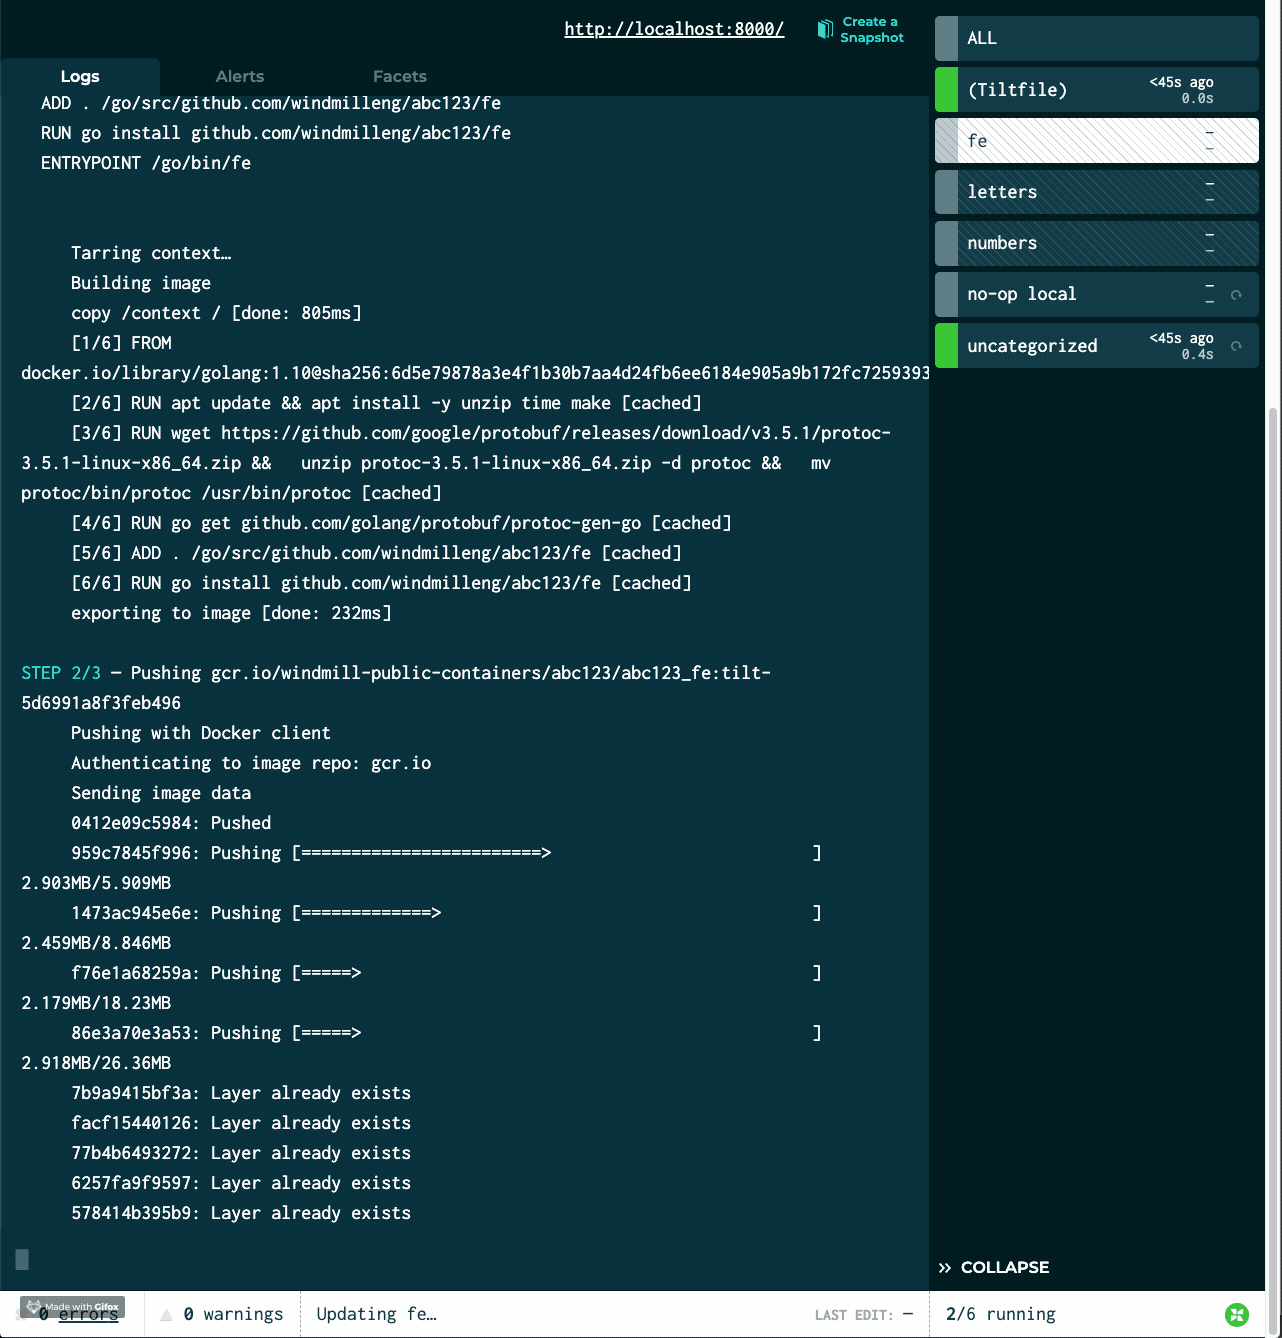 http://localhost:8000/
Create a
Snapshot
Logs
Alerts
Facets
ADD . /go/src/github.com/windmilleng/abc123/fe
RUN go install github.com/windmilleng/abc123/fe
ENTRYPOINT /go/bin/fe
Tarring context…
Building image
copy /context / [done: 805ms]
[1/6] FROM
docker.io/library/golang:1.10@sha256:6d5e79878a3e4f1b30b7aa4d24fb6ee6184e905a9b172fc7259393
[2/6] RUN apt update && apt install -y unzip time make [cached]
[3/6] RUN wget https://github.com/google/protobuf/releases/download/v3.5.1/protoc-
3.5.1-linux-x86_64.zip &&   unzip protoc-3.5.1-linux-x86_64.zip -d protoc &&   mv
protoc/bin/protoc /usr/bin/protoc [cached]
[4/6] RUN go get github.com/golang/protobuf/protoc-gen-go [cached]
[5/6] ADD . /go/src/github.com/windmilleng/abc123/fe [cached]
[6/6] RUN go install github.com/windmilleng/abc123/fe [cached]
exporting to image [done: 232ms]
STEP 2/3 — Pushing gcr.io/windmill-public-containers/abc123/abc123_fe:tilt-
5d6991a8f3feb496
Pushing with Docker client
Authenticating to image repo: gcr.io
Sending image data
0412e09c5984: Pushed
959c7845f996: Pushing [========================>                          ]
2.903MB/5.909MB
1473ac945e6e: Pushing [=============>                                     ]
2.459MB/8.846MB
f76e1a68259a: Pushing [=====>                                             ]
2.179MB/18.23MB
86e3a70e3a53: Pushing [=====>                                             ]
2.918MB/26.36MB
7b9a9415bf3a: Layer already exists
facf15440126: Layer already exists
77b4b6493272: Layer already exists
6257fa9f9597: Layer already exists
578414b395b9: Layer already exists
ALL
(Tiltfile) <45s ago
0.0s
fe —
—
letters —
—
numbers —
—
no-op local —
—
uncategorized <45s ago
0.4s
COLLAPSE
Made with Gifox
0 errors
0 warnings
Updating fe…
LAST EDIT: —
2/6 running